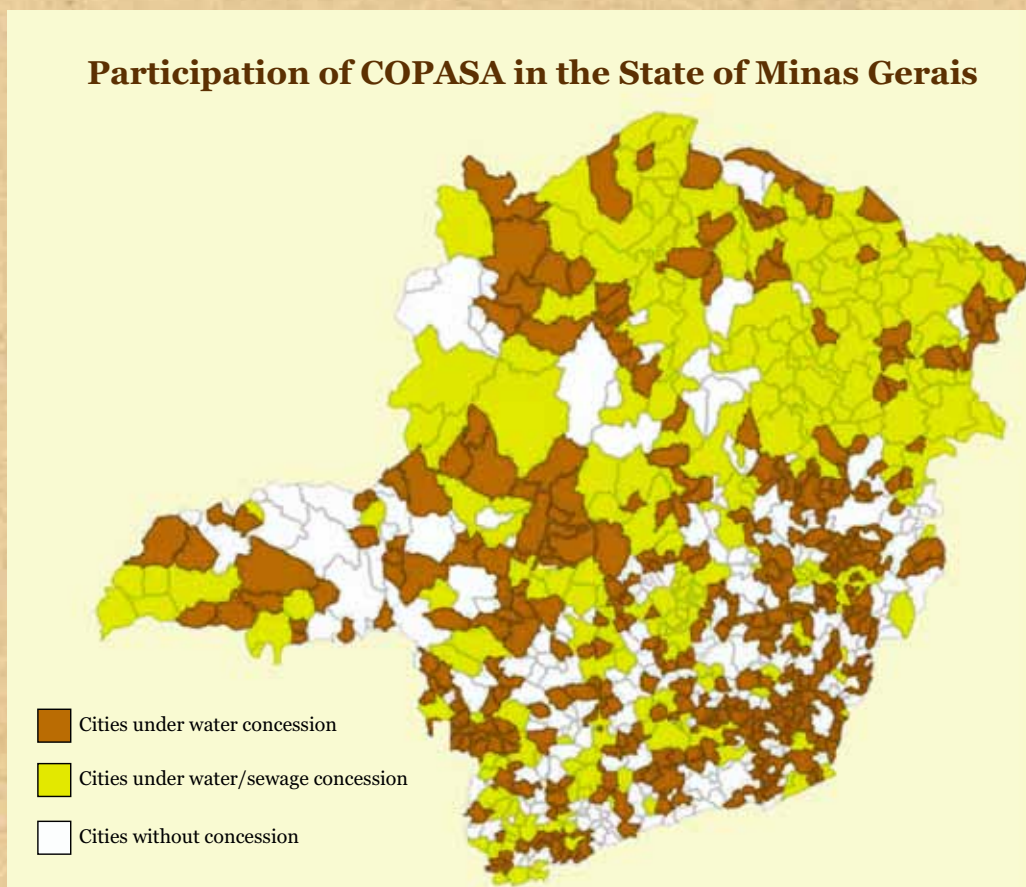 Participation of COPASA in the State of Minas Gerais
Cities under water concession
Cities under water/sewage concession
Cities without concession